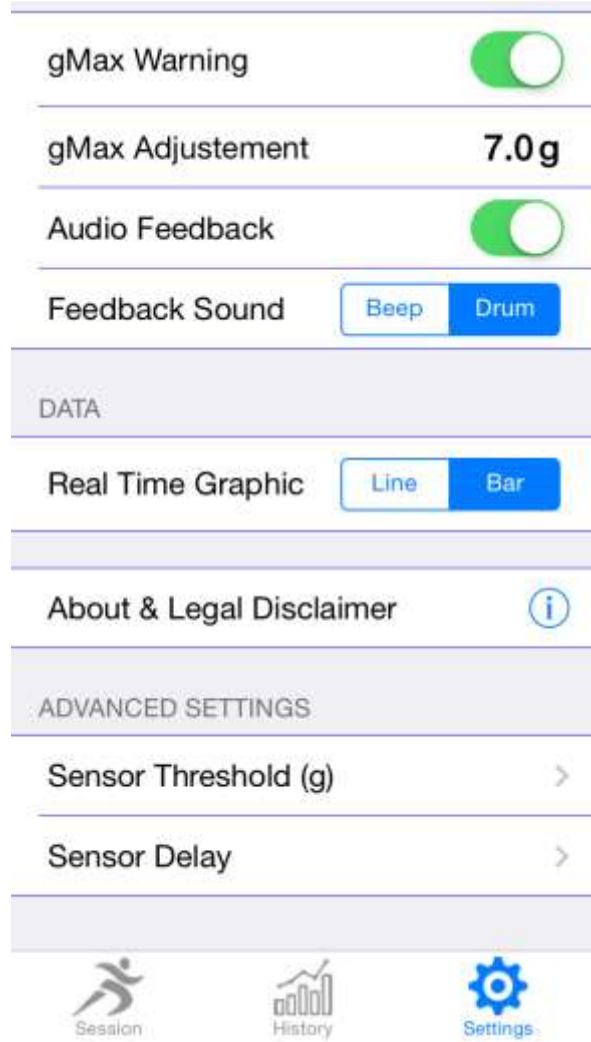 gMax Warning
gMax Adjustement 7.0 g
Audio Feedback
Feedback Sound Beep Drum
DATA
Real Time Graphic Line Bar
About & Legal Disclaimer i
ADVANCED SETTINGS
Sensor Threshold (g)
Sensor Delay
Session History Settings